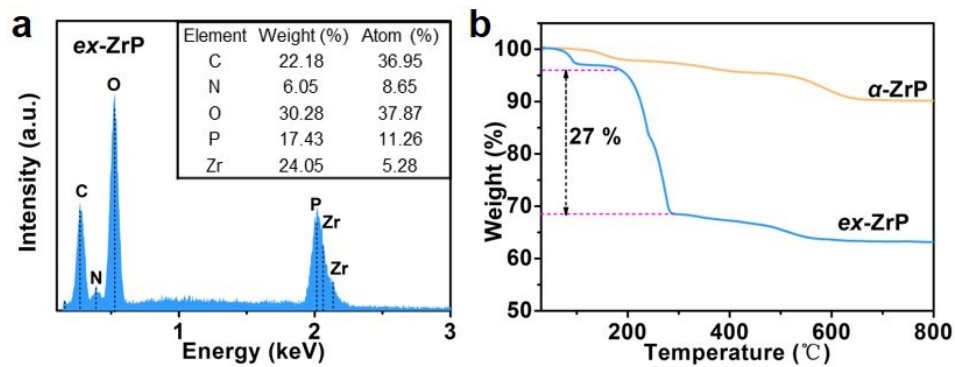 a
ex-ZrP
Element Weight (%) Atom (%)
C 22.18 36.95
N 6.05 8.65
O 30.28 37.87
P 17.43 11.26
Zr 24.05 5.28
O
C
N
P
Zr
Zr
1 2 3
Energy (keV)
Intensity (a.u.)
b
100
90
80
70
60
50
α-ZrP
27 %
ex-ZrP
200 400 600 800
Temperature (℃)
Weight (%)